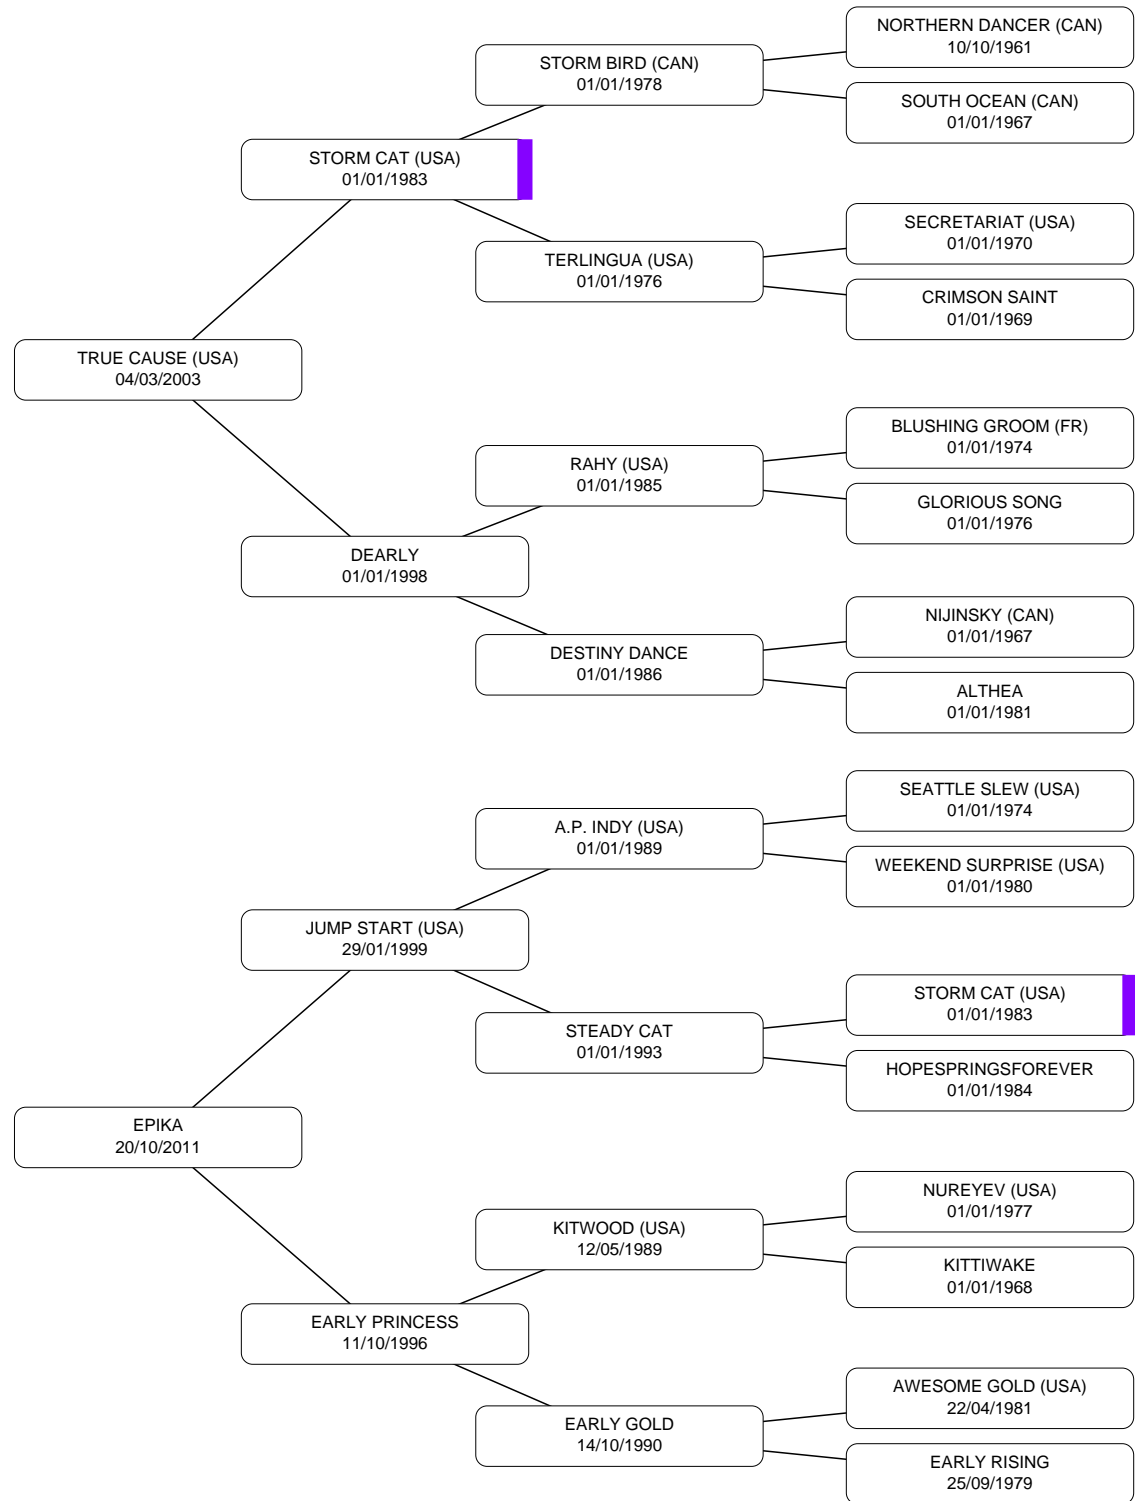 NORTHERN DANCER (CAN)
10/10/1961
STORM BIRD (CAN)
01/01/1978
SOUTH OCEAN (CAN)
01/01/1967
STORM CAT (USA)
01/01/1983
SECRETARIAT (USA)
01/01/1970
TERLINGUA (USA)
01/01/1976
CRIMSON SAINT
01/01/1969
TRUE CAUSE (USA)
04/03/2003
BLUSHING GROOM (FR)
01/01/1974
RAHY (USA)
01/01/1985
GLORIOUS SONG
01/01/1976
DEARLY
01/01/1998
NIJINSKY (CAN)
01/01/1967
DESTINY DANCE
01/01/1986
ALTHEA
01/01/1981
SEATTLE SLEW (USA)
01/01/1974
A.P. INDY (USA)
01/01/1989
WEEKEND SURPRISE (USA)
01/01/1980
JUMP START (USA)
29/01/1999
STORM CAT (USA)
01/01/1983
STEADY CAT
01/01/1993
HOPESPRINGSFOREVER
01/01/1984
EPIKA
20/10/2011
NUREYEV (USA)
01/01/1977
KITWOOD (USA)
12/05/1989
KITTIWAKE
01/01/1968
EARLY PRINCESS
11/10/1996
AWESOME GOLD (USA)
22/04/1981
EARLY GOLD
14/10/1990
EARLY RISING
25/09/1979